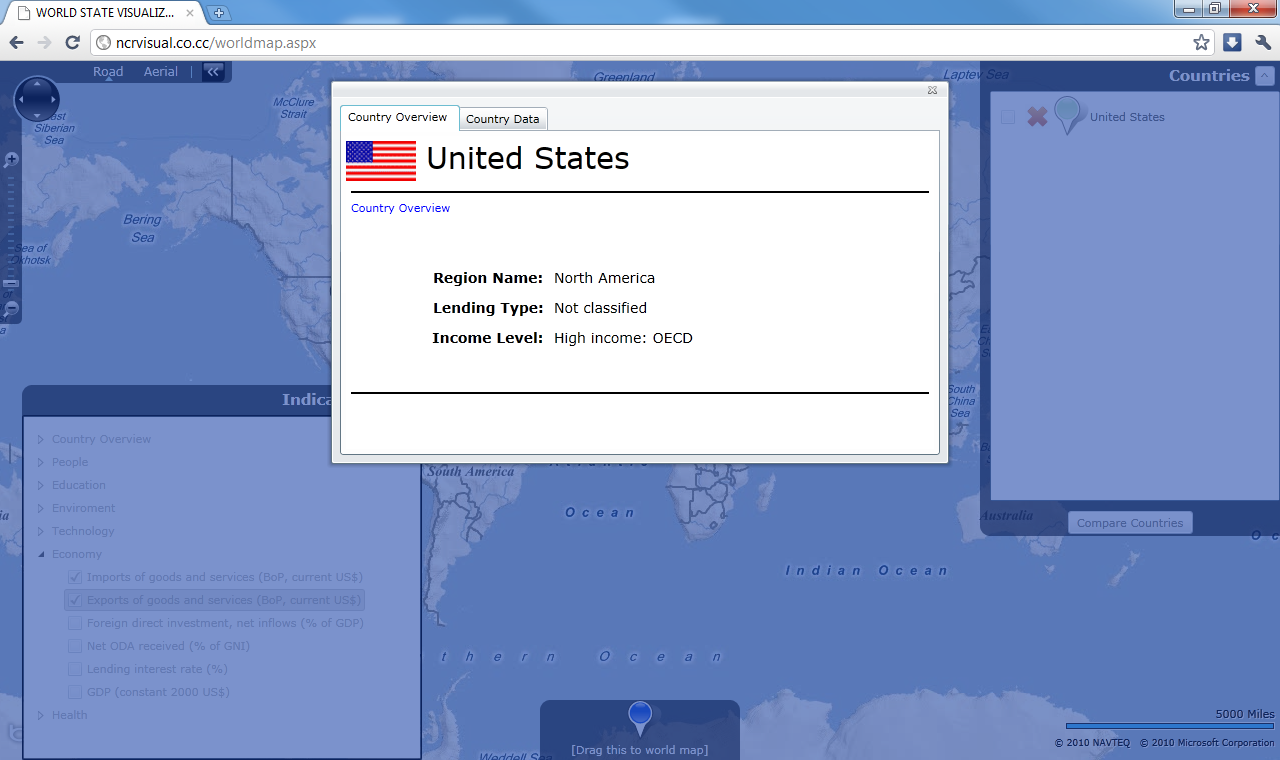 WORLD STATE VISUALIZ...
ncrvisual.co.cc/worldmap.aspx
Road Aerial | «
Greenland
Laptev Sea
Countries
McClure
Strait
East
Siberian
Sea
United States
Country Overview
Country Data
United States
Country Overview
Bering
Sea
Sea of
Okhotsk
Region Name: North America
Lending Type: Not classified
Income Level: High income: OECD
South
China
Sea
Indica
Country Overview
People
Education
Enviroment
Technology
Economy
Imports of goods and services (BoP, current US$)
Exports of goods and services (BoP, current US$)
Foreign direct investment, net inflows (% of GDP)
Net ODA received (% of GNI)
Lending interest rate (%)
GDP (constant 2000 US$)
Health
South America
Ocean
Australia
Compare Countries
Indian Ocean
thern Ocean
[Drag this to world map]
Weddell Sea
5000 Miles
© 2010 NAVTEQ © 2010 Microsoft Corporation